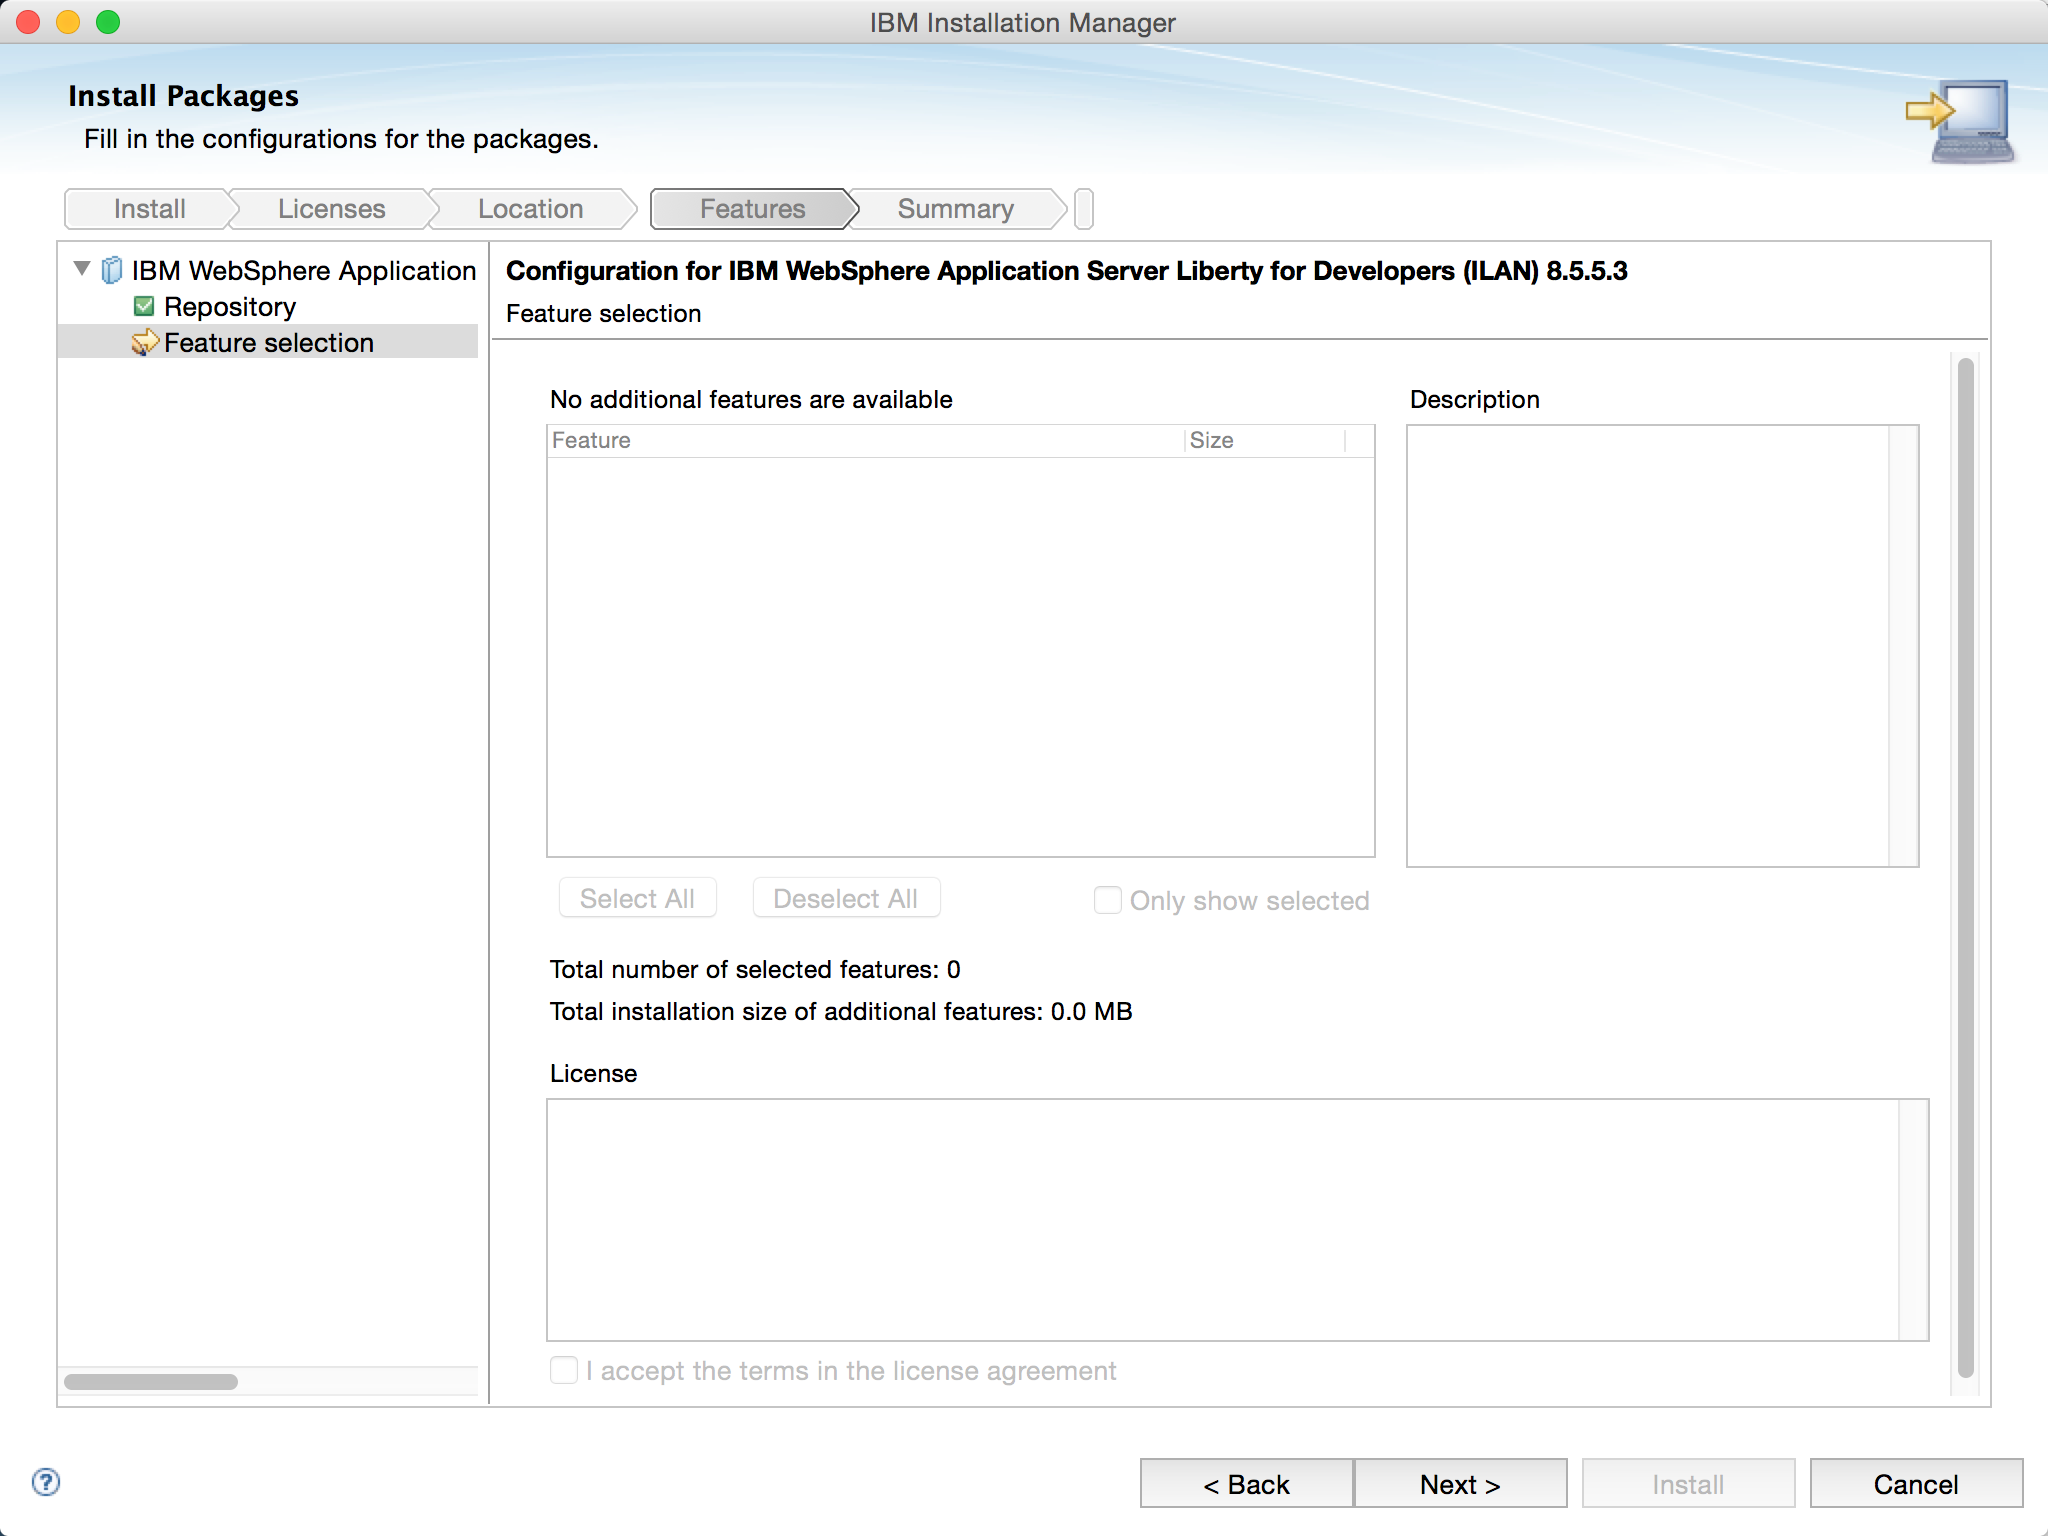 IBM Installation Manager
Install Packages
Fill in the configurations for the packages.
Install
Licenses
Location
Features
Summary
IBM WebSphere Application
Repository
Feature selection
Configuration for IBM WebSphere Application Server Liberty for Developers (ILAN) 8.5.5.3
Feature selection
No additional features are available
Description
Feature
Size
Select All
Deselect All
Only show selected
Total number of selected features: 0
Total installation size of additional features: 0.0 MB
License
I accept the terms in the license agreement
?
< Back
Next >
Install
Cancel